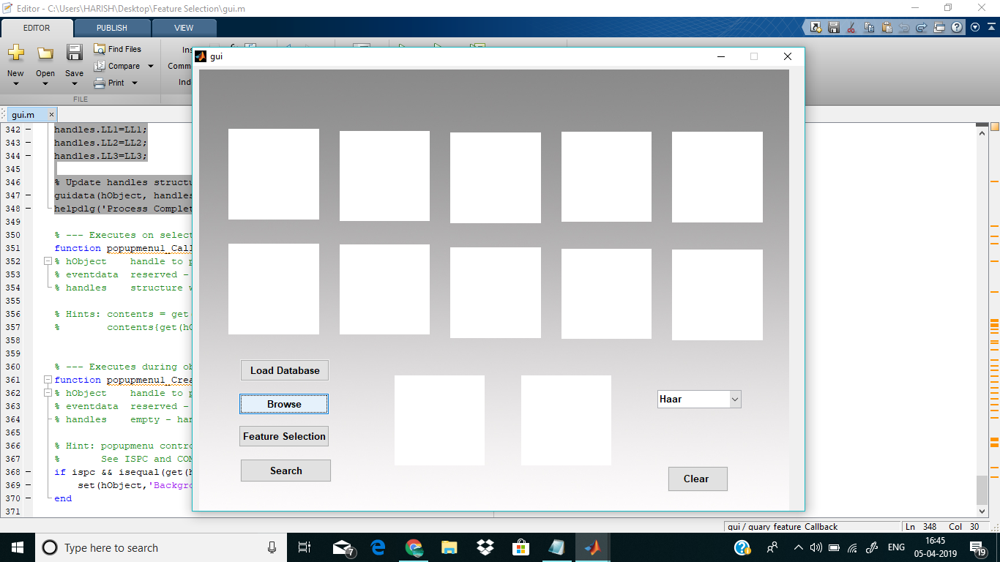 Editor - C:\Users\HARISH\Desktop\Feature Selection\gui.m
EDITOR PUBLISH VIEW
New
Open
Save
Find Files
Compare
Print
FILE
Ins
Comm
Ind
gui
gui.m ×
342 handles.LL1=LL1;
343 handles.LL2=LL2;
344 handles.LL3=LL3;
345
346 % Update handles structu
347 guidata(hObject, handles
348 helpdlg('Process Complet
349
350 % --- Executes on select
351 function popupmenu1_Call
352 % hObject    handle to p
353 % eventdata  reserved -
354 % handles    structure w
355
356 % Hints: contents = get(
357 %        contents{get(hO
358
359
360 % --- Executes during ob
361 function popupmenu1_Crea
362 % hObject    handle to p
363 % eventdata  reserved -
364 % handles    empty - han
365
366 % Hint: popupmenu contro
367 %       See ISPC and COM
368 if ispc && isequal(get(h
369     set(hObject,'Backgro
370 end
371
Load Database
Browse
Feature Selection
Search
Haar
Clear
gui / quary_feature_Callback
Ln 348 Col 30
Type here to search
7
ENG
16:45
05-04-2019
19